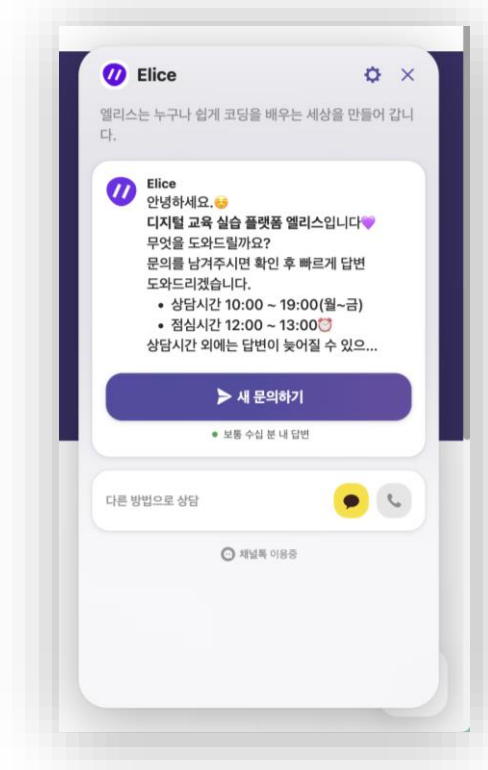 Elice
엘리스는 누구나 쉽게 코딩을 배우는 세상을 만들어 갑니
다.
Elice
안녕하세요.☺️
디지털 교육 실습 플랫폼 엘리스입니다💜
무엇을 도와드릴까요?
문의를 남겨주시면 확인 후 빠르게 답변
도와드리겠습니다.
• 상담시간 10:00 ~ 19:00(월~금)
• 점심시간 12:00 ~ 13:00⏰
상담시간 외에는 답변이 늦어질 수 있으...
새 문의하기
보통 수십 분 내 답변
다른 방법으로 상담
채널톡 이용중